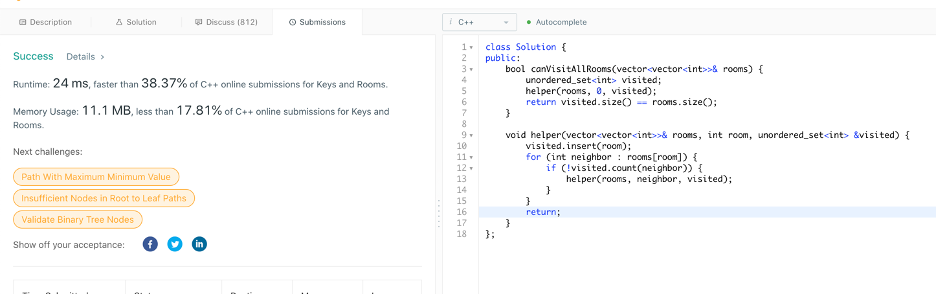 Description Solution Discuss (812) Submissions
Success Details >
Runtime: 24 ms, faster than 38.37% of C++ online submissions for Keys and Rooms.
Memory Usage: 11.1 MB, less than 17.81% of C++ online submissions for Keys and
Rooms.
Next challenges:
Path With Maximum Minimum Value
Insufficient Nodes in Root to Leaf Paths
Validate Binary Tree Nodes
Show off your acceptance:
i C++ Autocomplete
1 class Solution {
2 public:
3 bool canVisitAllRooms(vector<vector<int>>& rooms) {
4 unordered_set<int> visited;
5 helper(rooms, 0, visited);
6 return visited.size() == rooms.size();
7 }
8
9 void helper(vector<vector<int>>& rooms, int room, unordered_set<int> &visited) {
10 visited.insert(room);
11 for (int neighbor : rooms[room]) {
12 if (!visited.count(neighbor)) {
13 helper(rooms, neighbor, visited);
14 }
15 }
16 return;
17 }
18 };